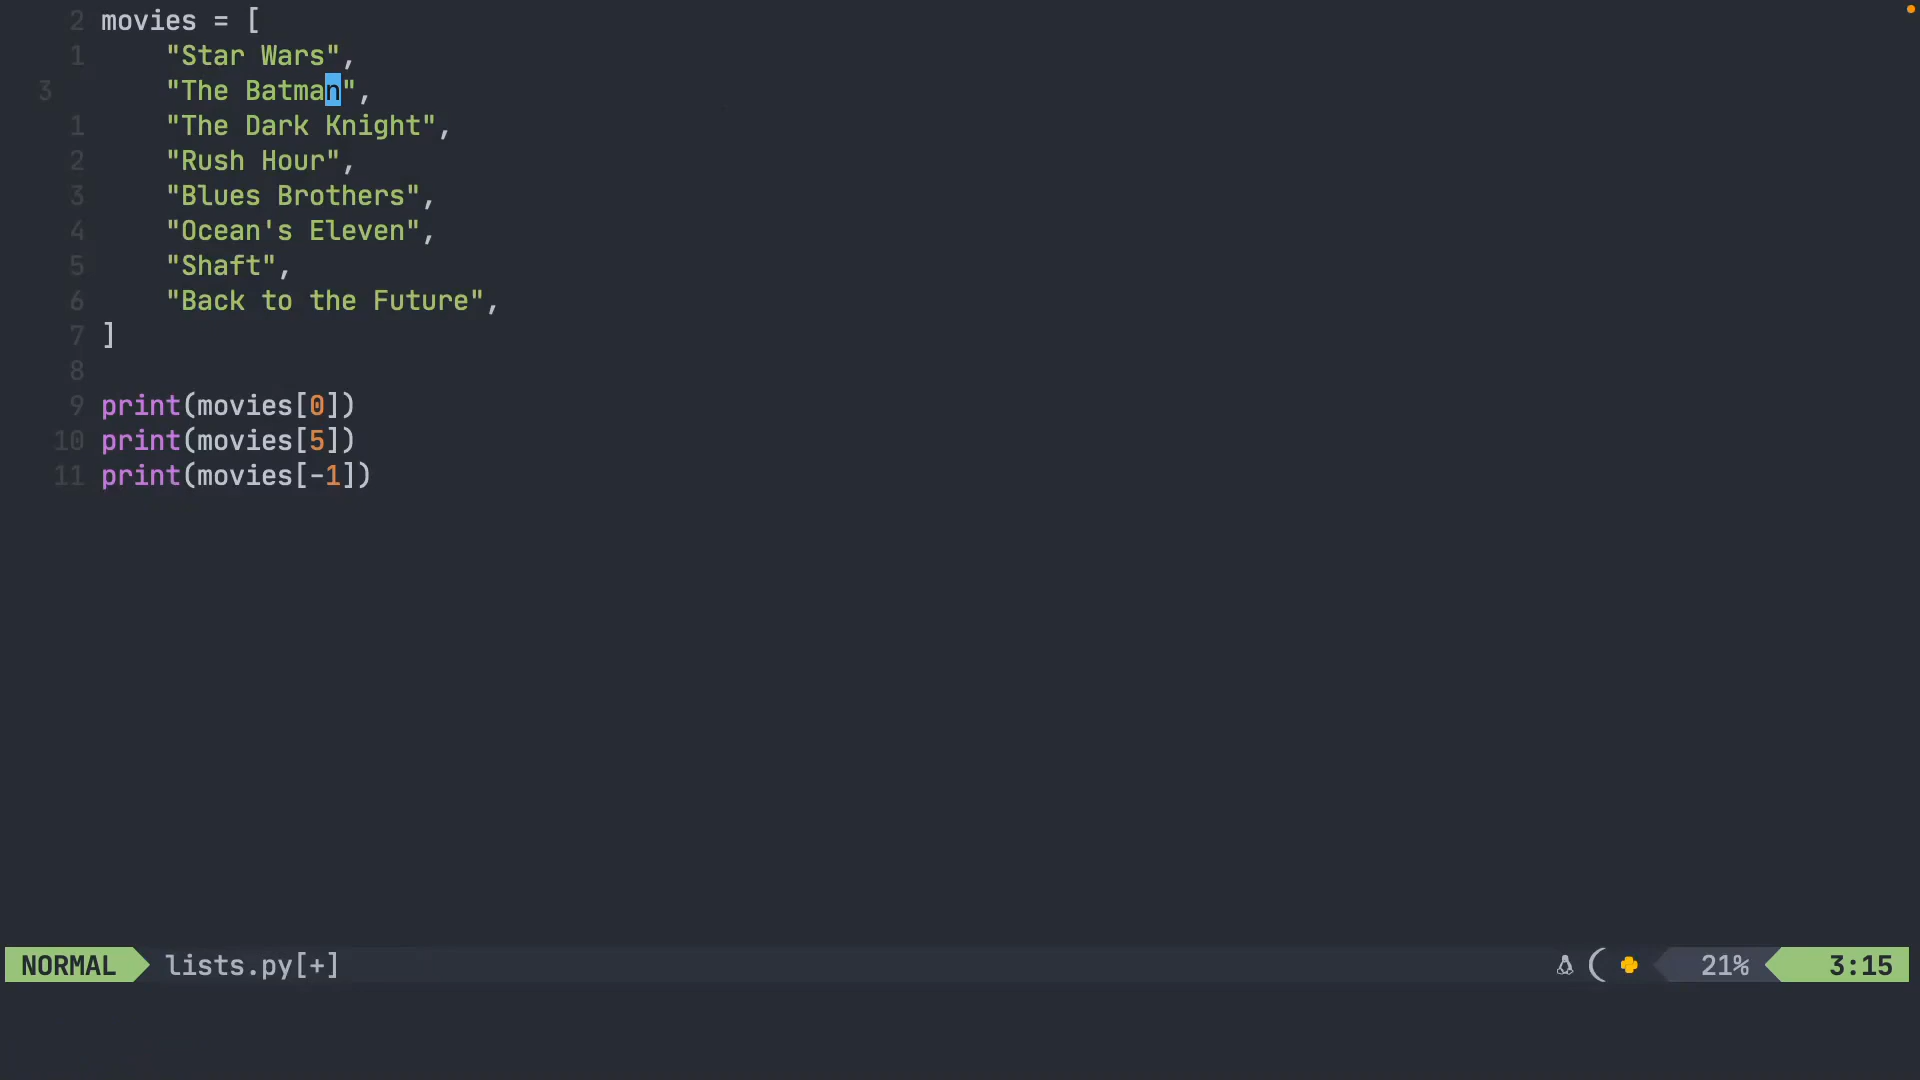 2 movies = [
1     "Star Wars",
3     "The Batman",
1     "The Dark Knight",
2     "Rush Hour",
3     "Blues Brothers",
4     "Ocean's Eleven",
5     "Shaft",
6     "Back to the Future",
7 ]
8
9 print(movies[0])
10 print(movies[5])
11 print(movies[-1])
NORMAL lists.py[+] 21% 3:15